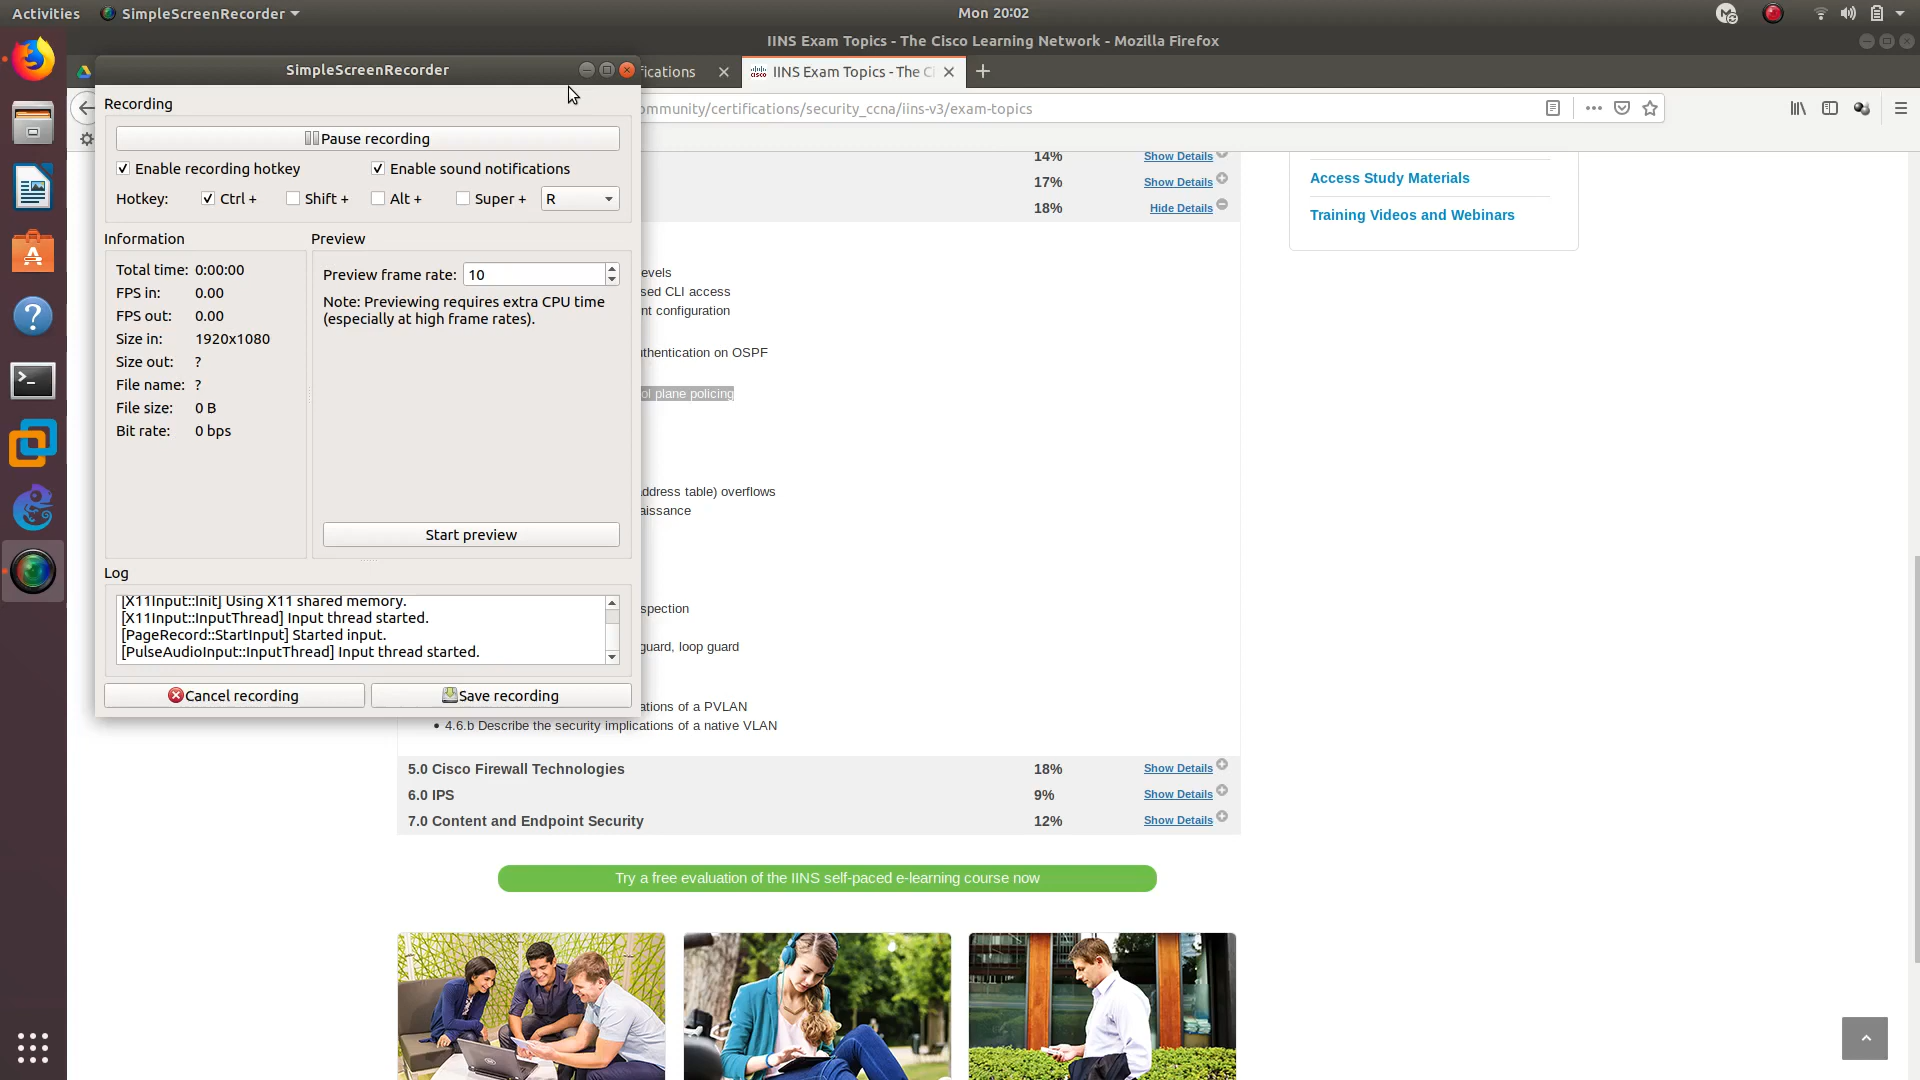 Activities
SimpleScreenRecorder
Mon 20:02
IINS Exam Topics - The Cisco Learning Network - Mozilla Firefox
SimpleScreenRecorder
fications
IINS Exam Topics - The C
ommunity/certifications/security_ccna/iins-v3/exam-topics
Recording
Pause recording
Enable recording hotkey
Enable sound notifications
Hotkey:
Ctrl +
Shift +
Alt +
Super +
R
Information
Total time: 0:00:00
FPS in: 0.00
FPS out: 0.00
Size in: 1920x1080
Size out: ?
File name: ?
File size: 0 B
Bit rate: 0 bps
Preview
Preview frame rate: 10
Note: Previewing requires extra CPU time
(especially at high frame rates).
Start preview
Log
[X11Input::Init] Using X11 shared memory.
[X11Input::InputThread] Input thread started.
[PageRecord::StartInput] Started input.
[PulseAudioInput::InputThread] Input thread started.
Cancel recording
Save recording
14% Show Details
17% Show Details
18% Hide Details
evels
sed CLI access
nt configuration
uthentication on OSPF
ol plane policing
ddress table) overflows
aissance
spection
guard, loop guard
ations of a PVLAN
• 4.6.b Describe the security implications of a native VLAN
5.0 Cisco Firewall Technologies 18% Show Details
6.0 IPS 9% Show Details
7.0 Content and Endpoint Security 12% Show Details
Try a free evaluation of the IINS self-paced e-learning course now
Access Study Materials
Training Videos and Webinars